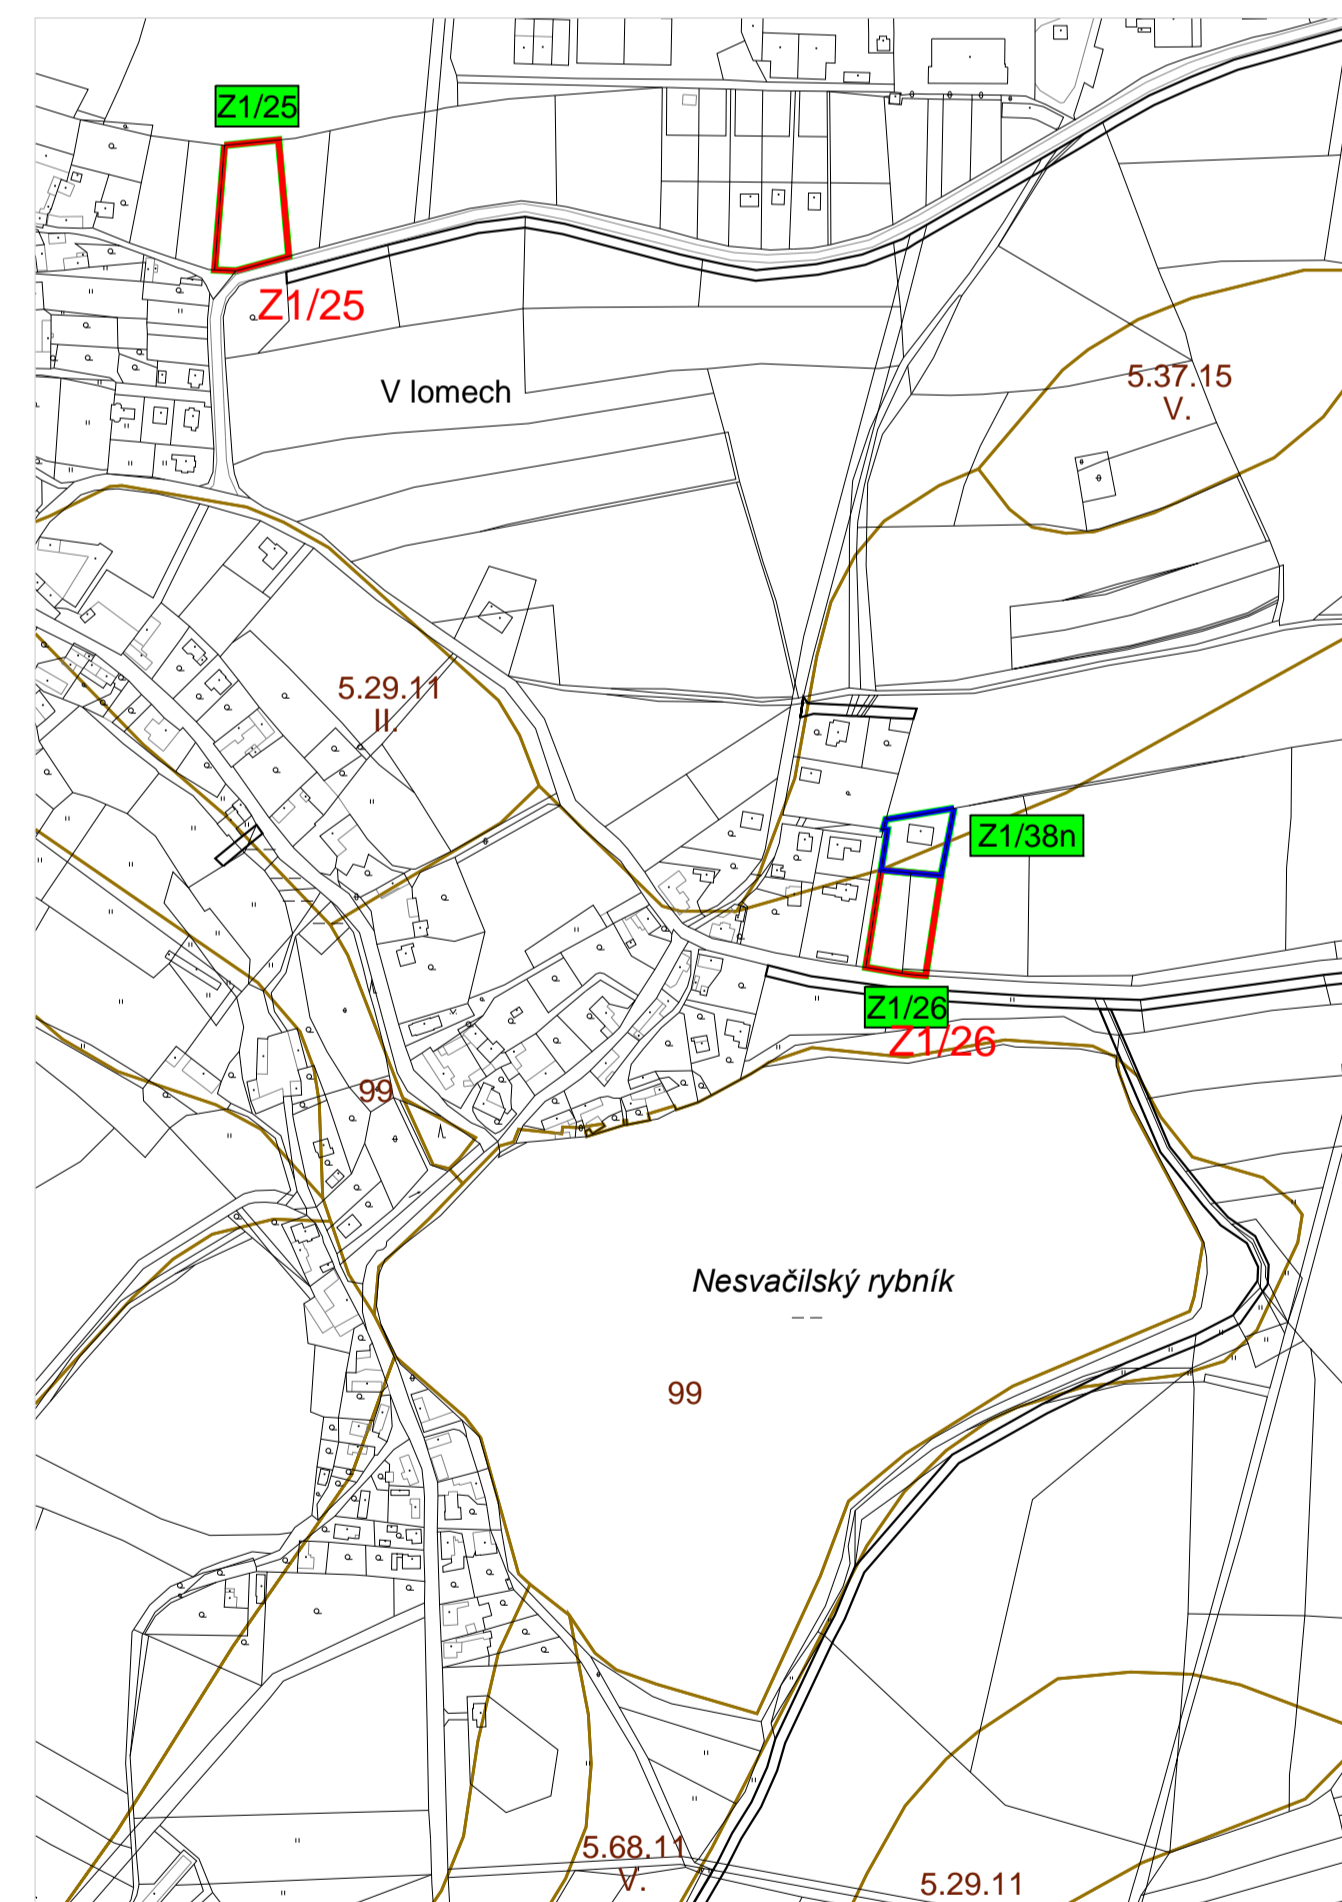 Z1/25
Z1/25
5.37.15
V.
V lomech
5.29.11
II.
Z1/38n
Z1/26
Z1/26
99
Nesvačilský rybník
99
5.68.11
V.
5.29.11